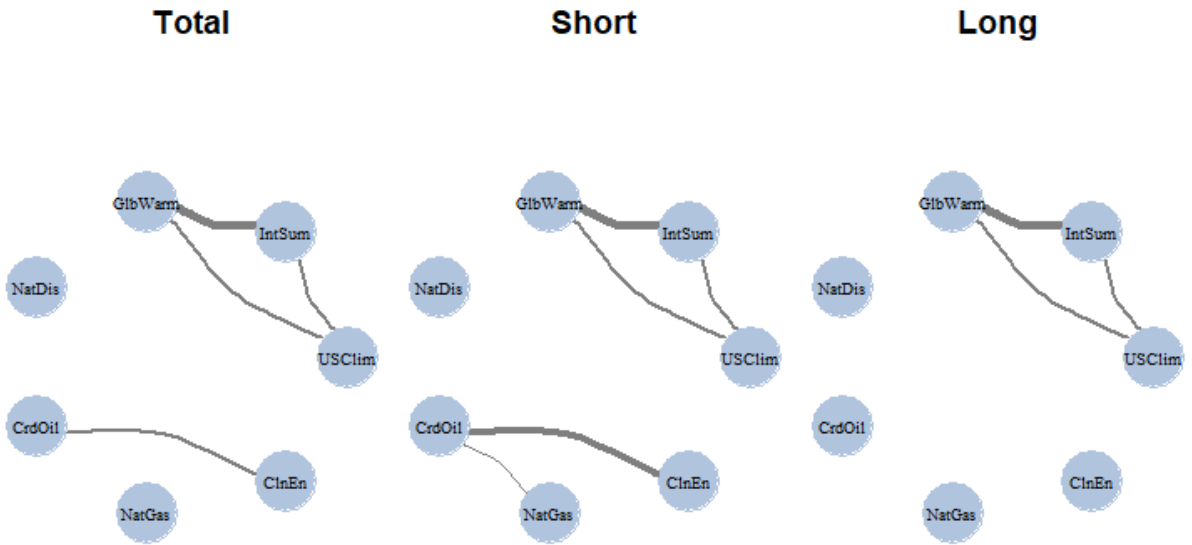 Total
Short
Long
GlbWarm
IntSum
NatDis
USClim
CrdOil
ClnEn
NatGas
GlbWarm
IntSum
NatDis
USClim
CrdOil
ClnEn
NatGas
GlbWarm
IntSum
NatDis
USClim
CrdOil
ClnEn
NatGas